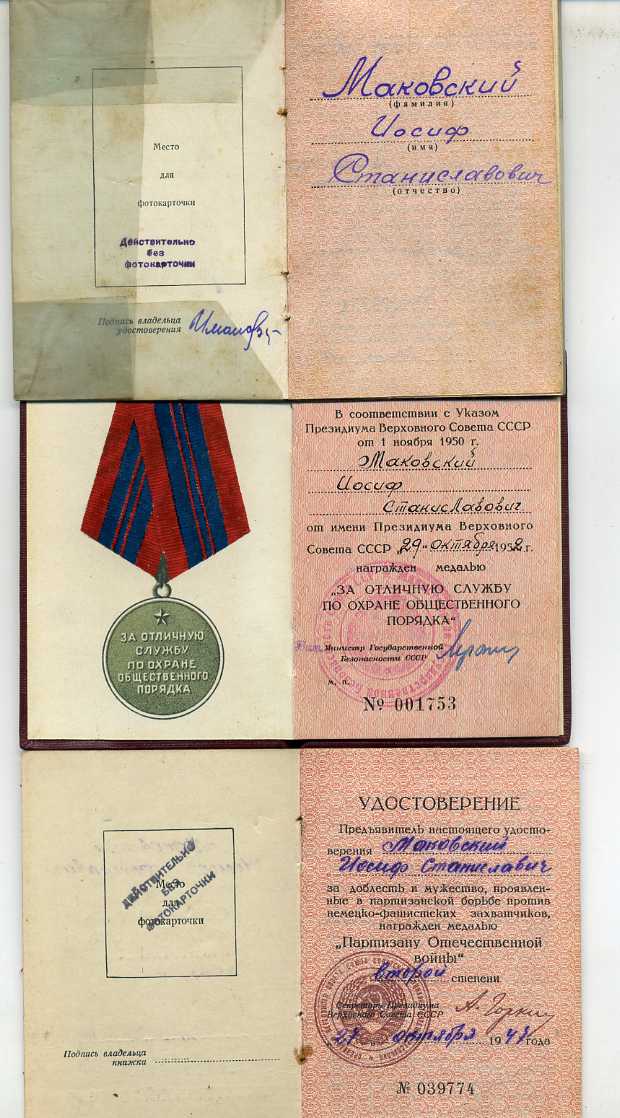 Место
для
фотокарточки
Действительно
без
фотокарточки
Подпись владельца
удостоверения
Маковский
(фамилия)
Иосиф
(имя)
Станиславович
(отчество)
ЗА ОТЛИЧНУЮ
СЛУЖБУ
ПО ОХРАНЕ
ОБЩЕСТВЕННОГО
ПОРЯДКА
В соответствии с Указом
Президиума Верховного Совета СССР
от 1 ноября 1950 г.
Маковский
Иосиф
Станиславович
от имени Президиума Верховного
Совета СССР „29" октября 1952 г.
награжден медалью
„ЗА ОТЛИЧНУЮ СЛУЖБУ
ПО ОХРАНЕ ОБЩЕСТВЕННОГО
ПОРЯДКА“
Министр Государственной
Безопасности СССР
м. п.
№ 001753
Место
для
фотокарточки
ДЕЙСТВИТЕЛЬНО
БЕЗ
ФОТОКАРТОЧКИ
Подпись владельца
книжки
УДОСТОВЕРЕНИЕ
Предъявитель настоящего удосто-
верения Маковский
Иосиф Станиславич
за доблесть и мужество, проявлен-
ные в партизанской борьбе против
немецко-фашистских захватчиков,
награжден медалью
„Партизану Отечественной
войны“
второй степени
Секретарь Президиума
Верховного Совета СССР
А. Горкин
октября 194 года
№ 039774